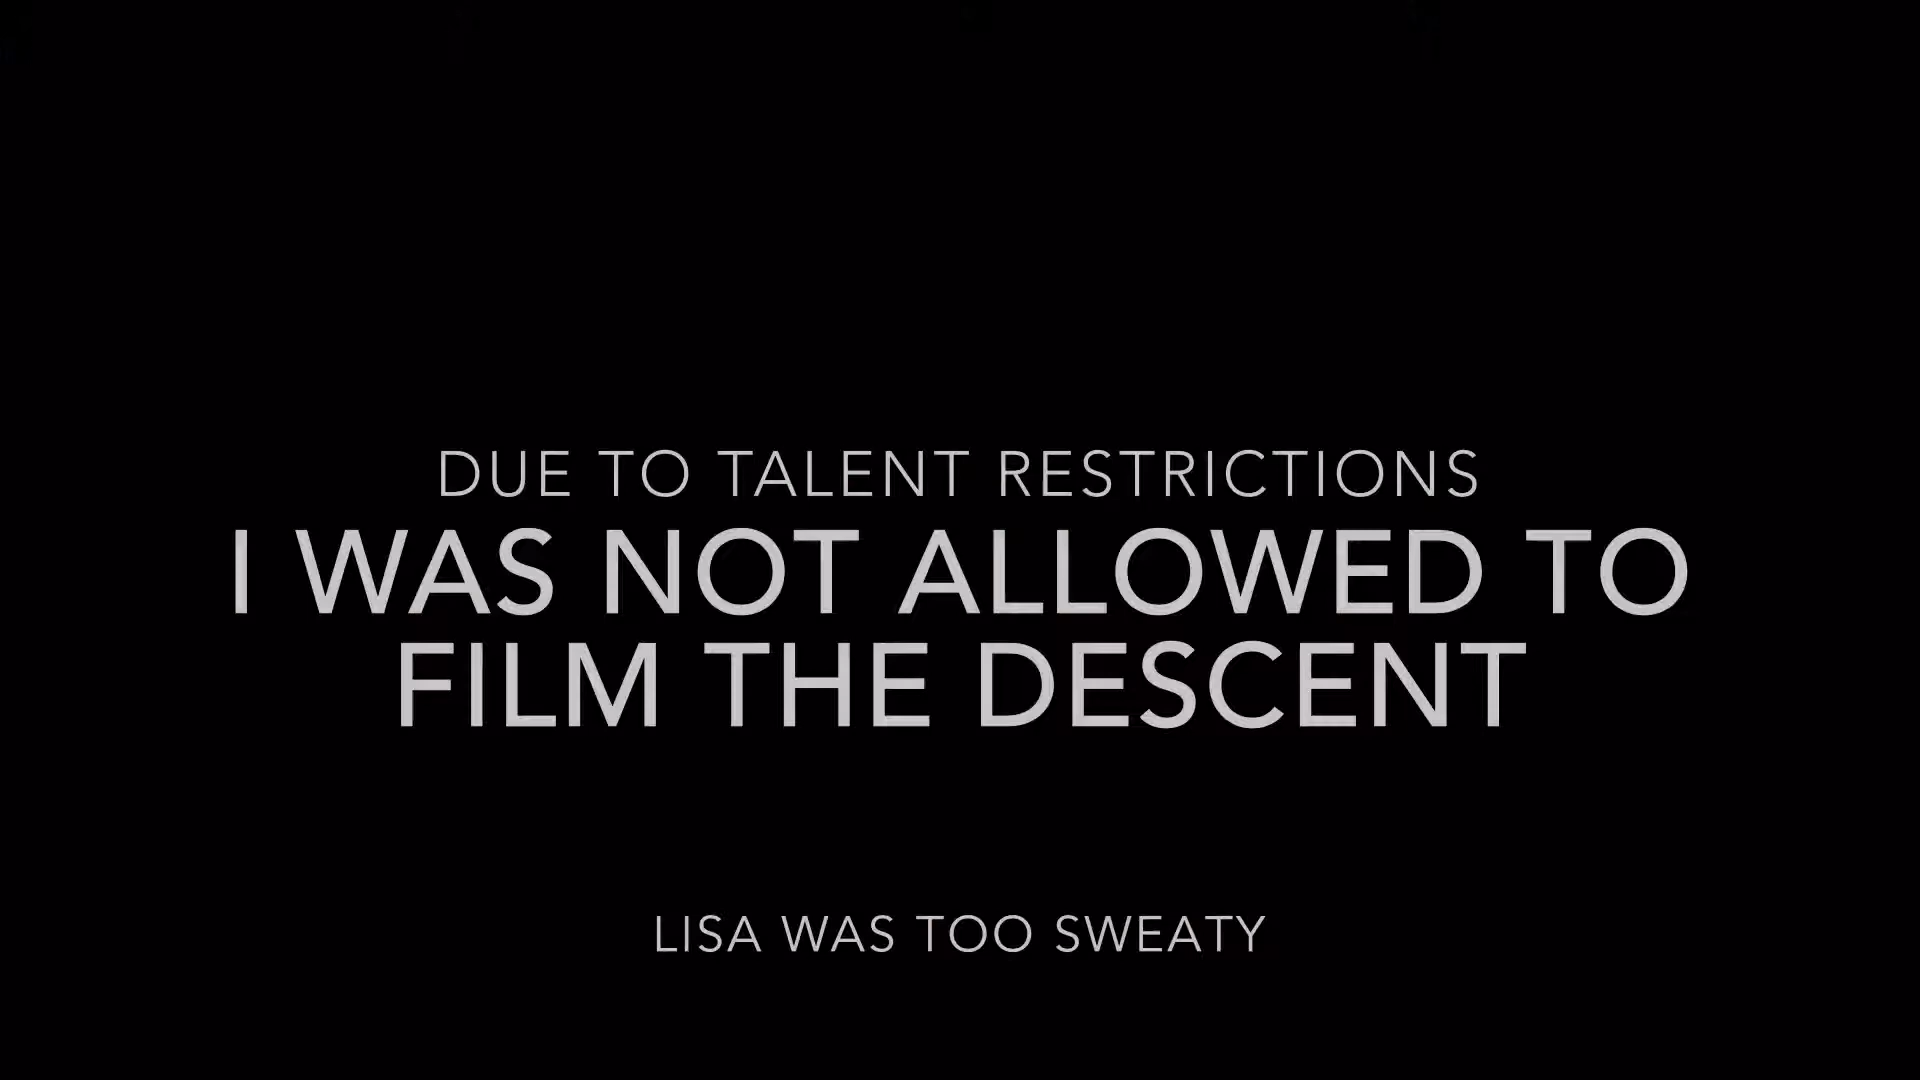 DUE TO TALENT RESTRICTIONS
I WAS NOT ALLOWED TO
FILM THE DESCENT
LISA WAS TOO SWEATY